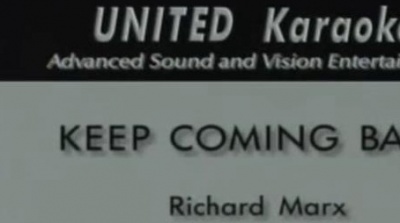 UNITED Karaok
Advanced Sound and Vision Entertai
KEEP COMING BA
Richard Marx